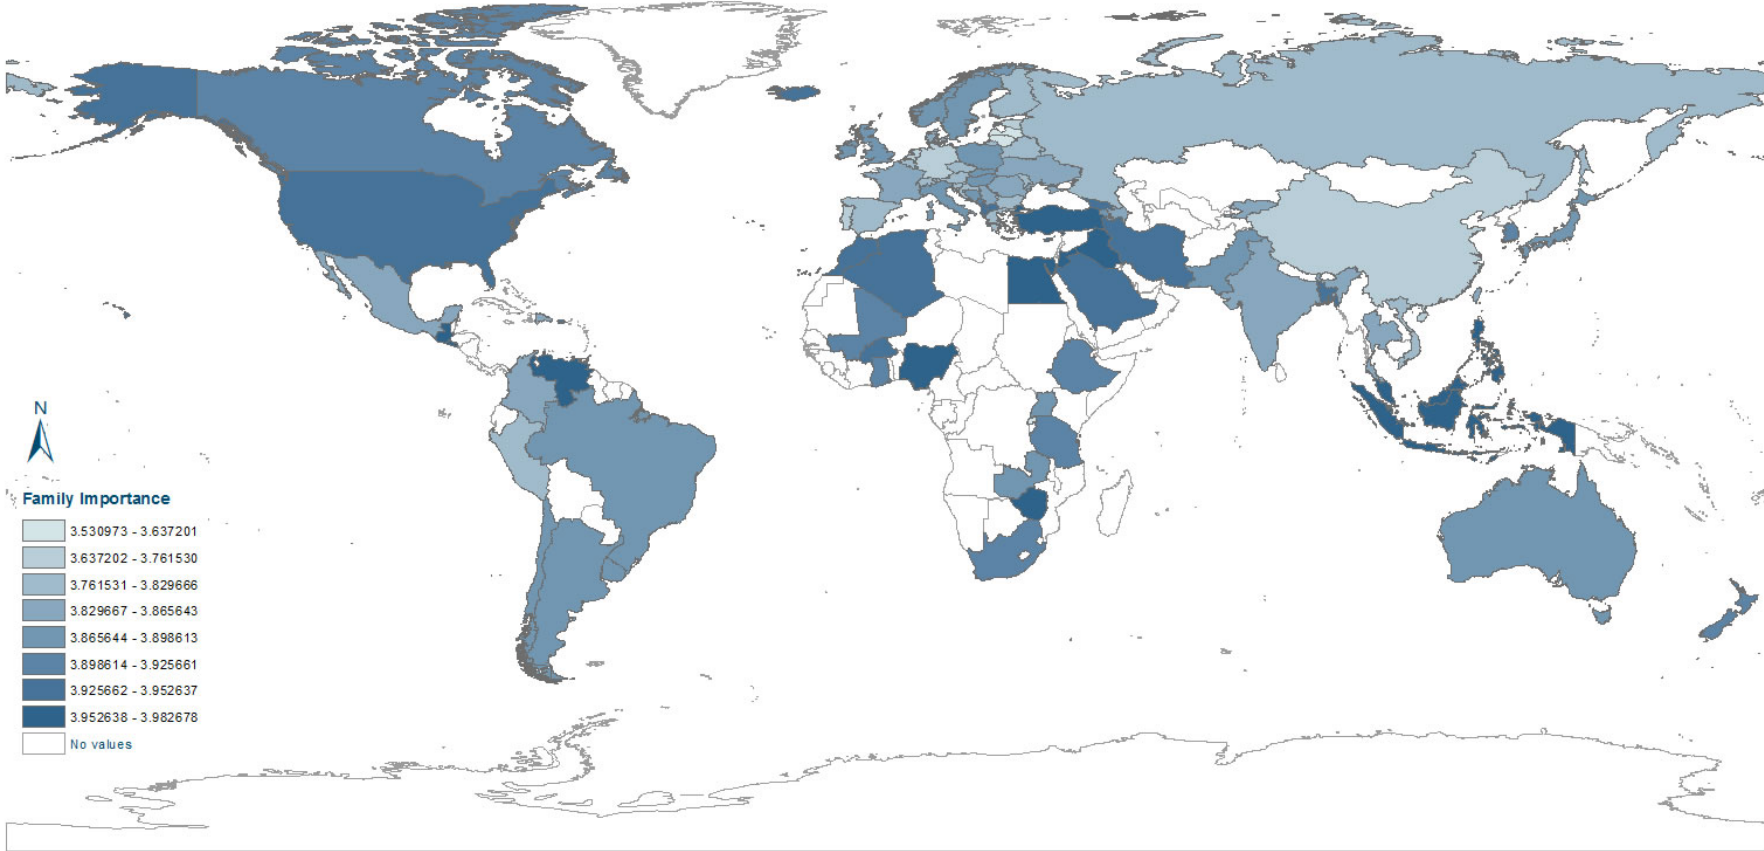 N
Family Importance
3.530973 - 3.637201
3.637202 - 3.761530
3.761531 - 3.829666
3.829667 - 3.865643
3.865644 - 3.898613
3.898614 - 3.925661
3.925662 - 3.952637
3.952638 - 3.982678
No values